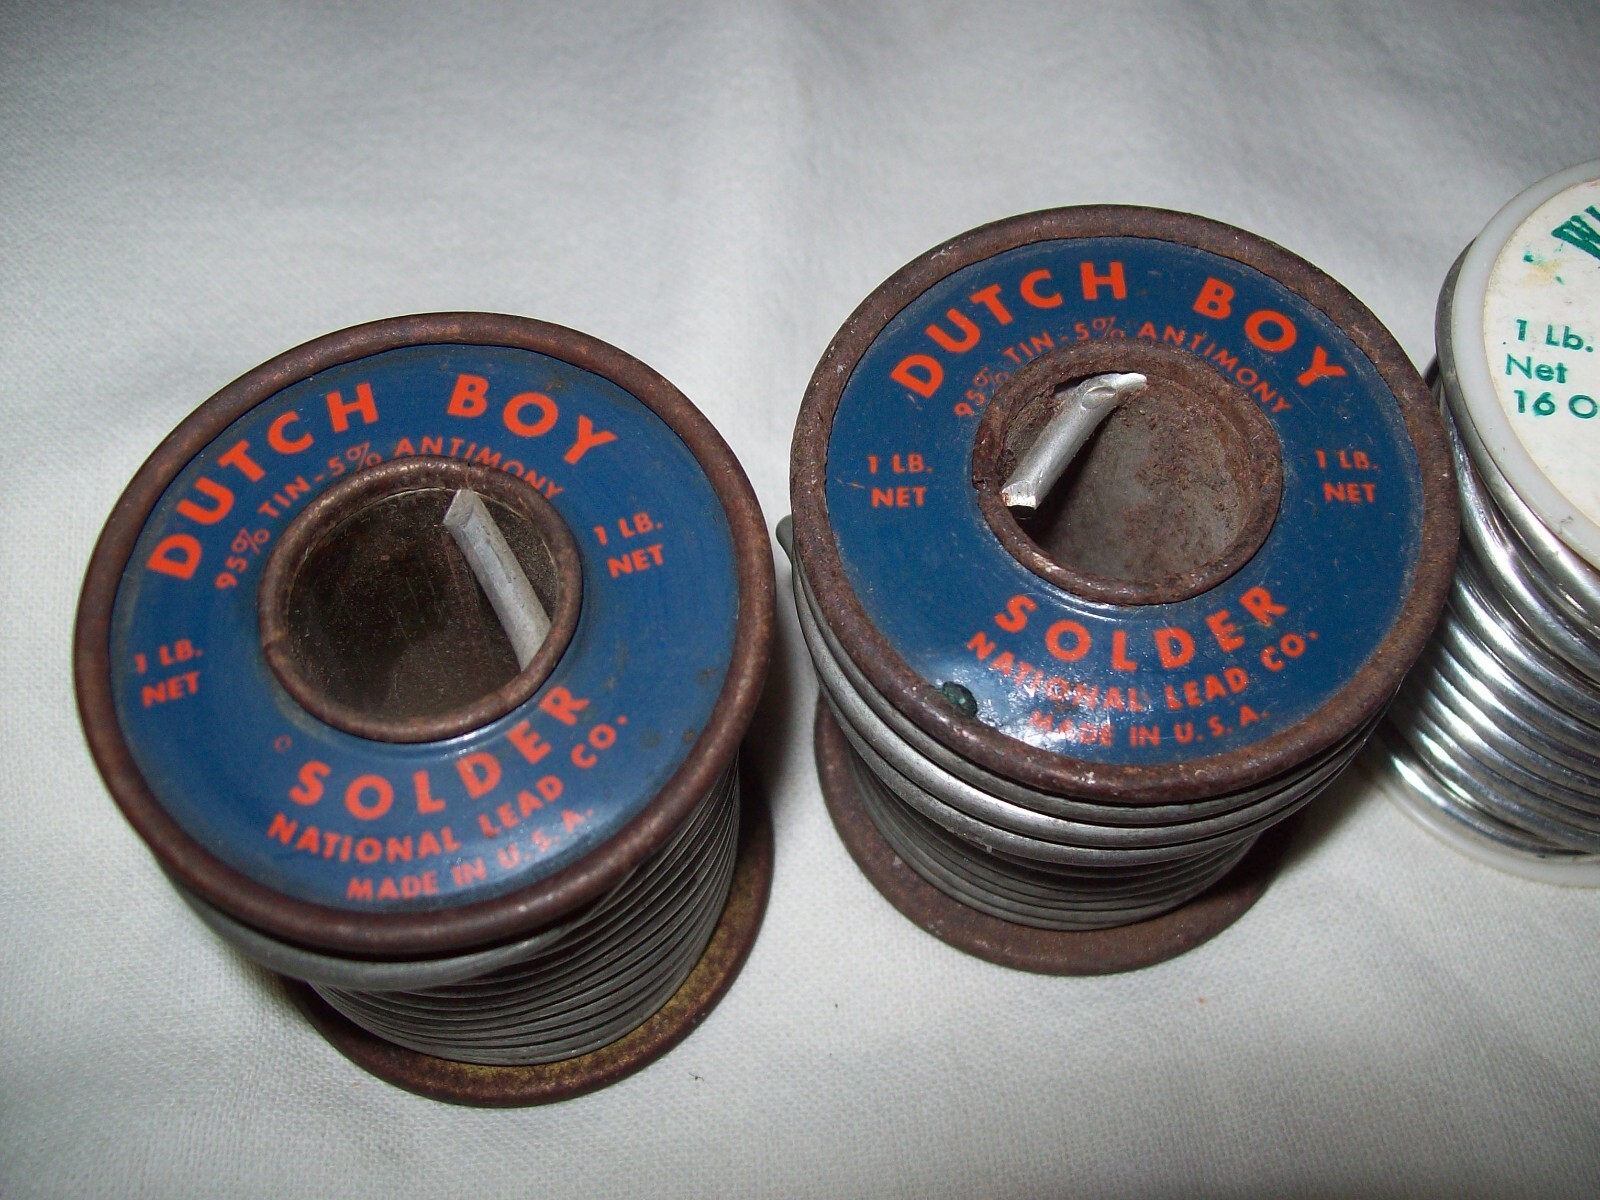 DUTCH BOY
95% TIN-5% ANTIMONY
1 LB.
NET
1 LB.
NET
SOLDER
NATIONAL LEAD CO.
MADE IN U.S.A.
DUTCH BOY
95% TIN-5% ANTIMONY
1 LB.
NET
1 LB.
NET
SOLDER
NATIONAL LEAD CO.
MADE IN U.S.A.
1 Lb.
Net
16